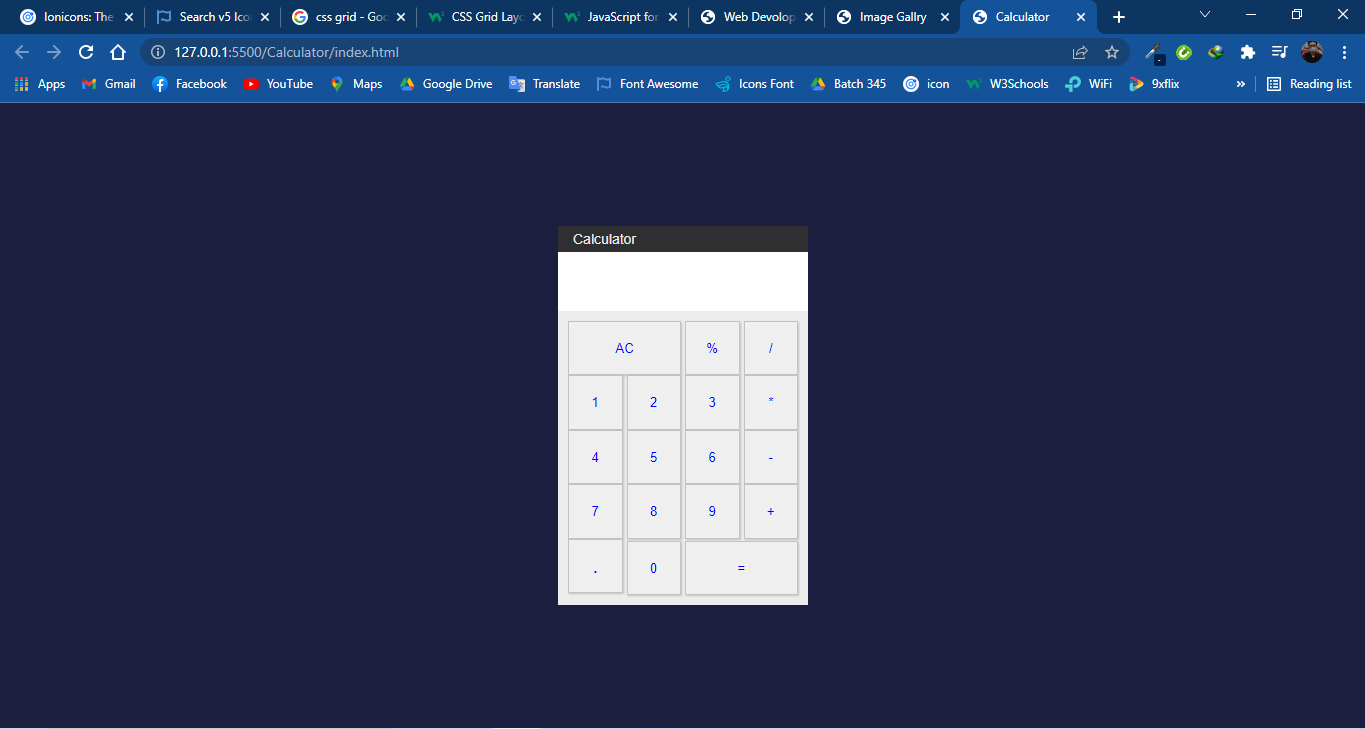 Ionicons: The
Search v5 Ico
css grid - Goo
CSS Grid Layo
JavaScript for
Web Devolop
Image Gallry
Calculator
127.0.0.1:5500/Calculator/index.html
Apps
Gmail
Facebook
YouTube
Maps
Google Drive
Translate
Font Awesome
Icons Font
Batch 345
icon
W3Schools
WiFi
9xflix
»
Reading list
Calculator
AC % /
1 2 3 *
4 5 6 -
7 8 9 +
. 0 =